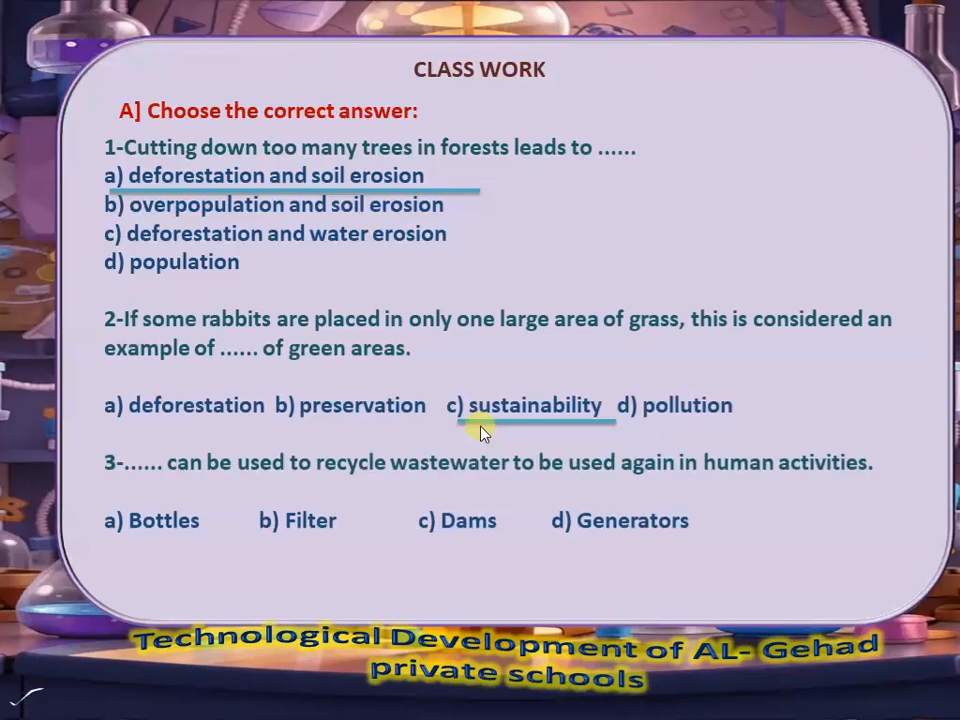 CLASS WORK
A] Choose the correct answer:
1-Cutting down too many trees in forests leads to ......
a) deforestation and soil erosion
b) overpopulation and soil erosion
c) deforestation and water erosion
d) population
2-If some rabbits are placed in only one large area of grass, this is considered an
example of ...... of green areas.
a) deforestation b) preservation c) sustainability d) pollution
3-...... can be used to recycle wastewater to be used again in human activities.
a) Bottles b) Filter c) Dams d) Generators
Technological Development of AL- Gehad
private schools